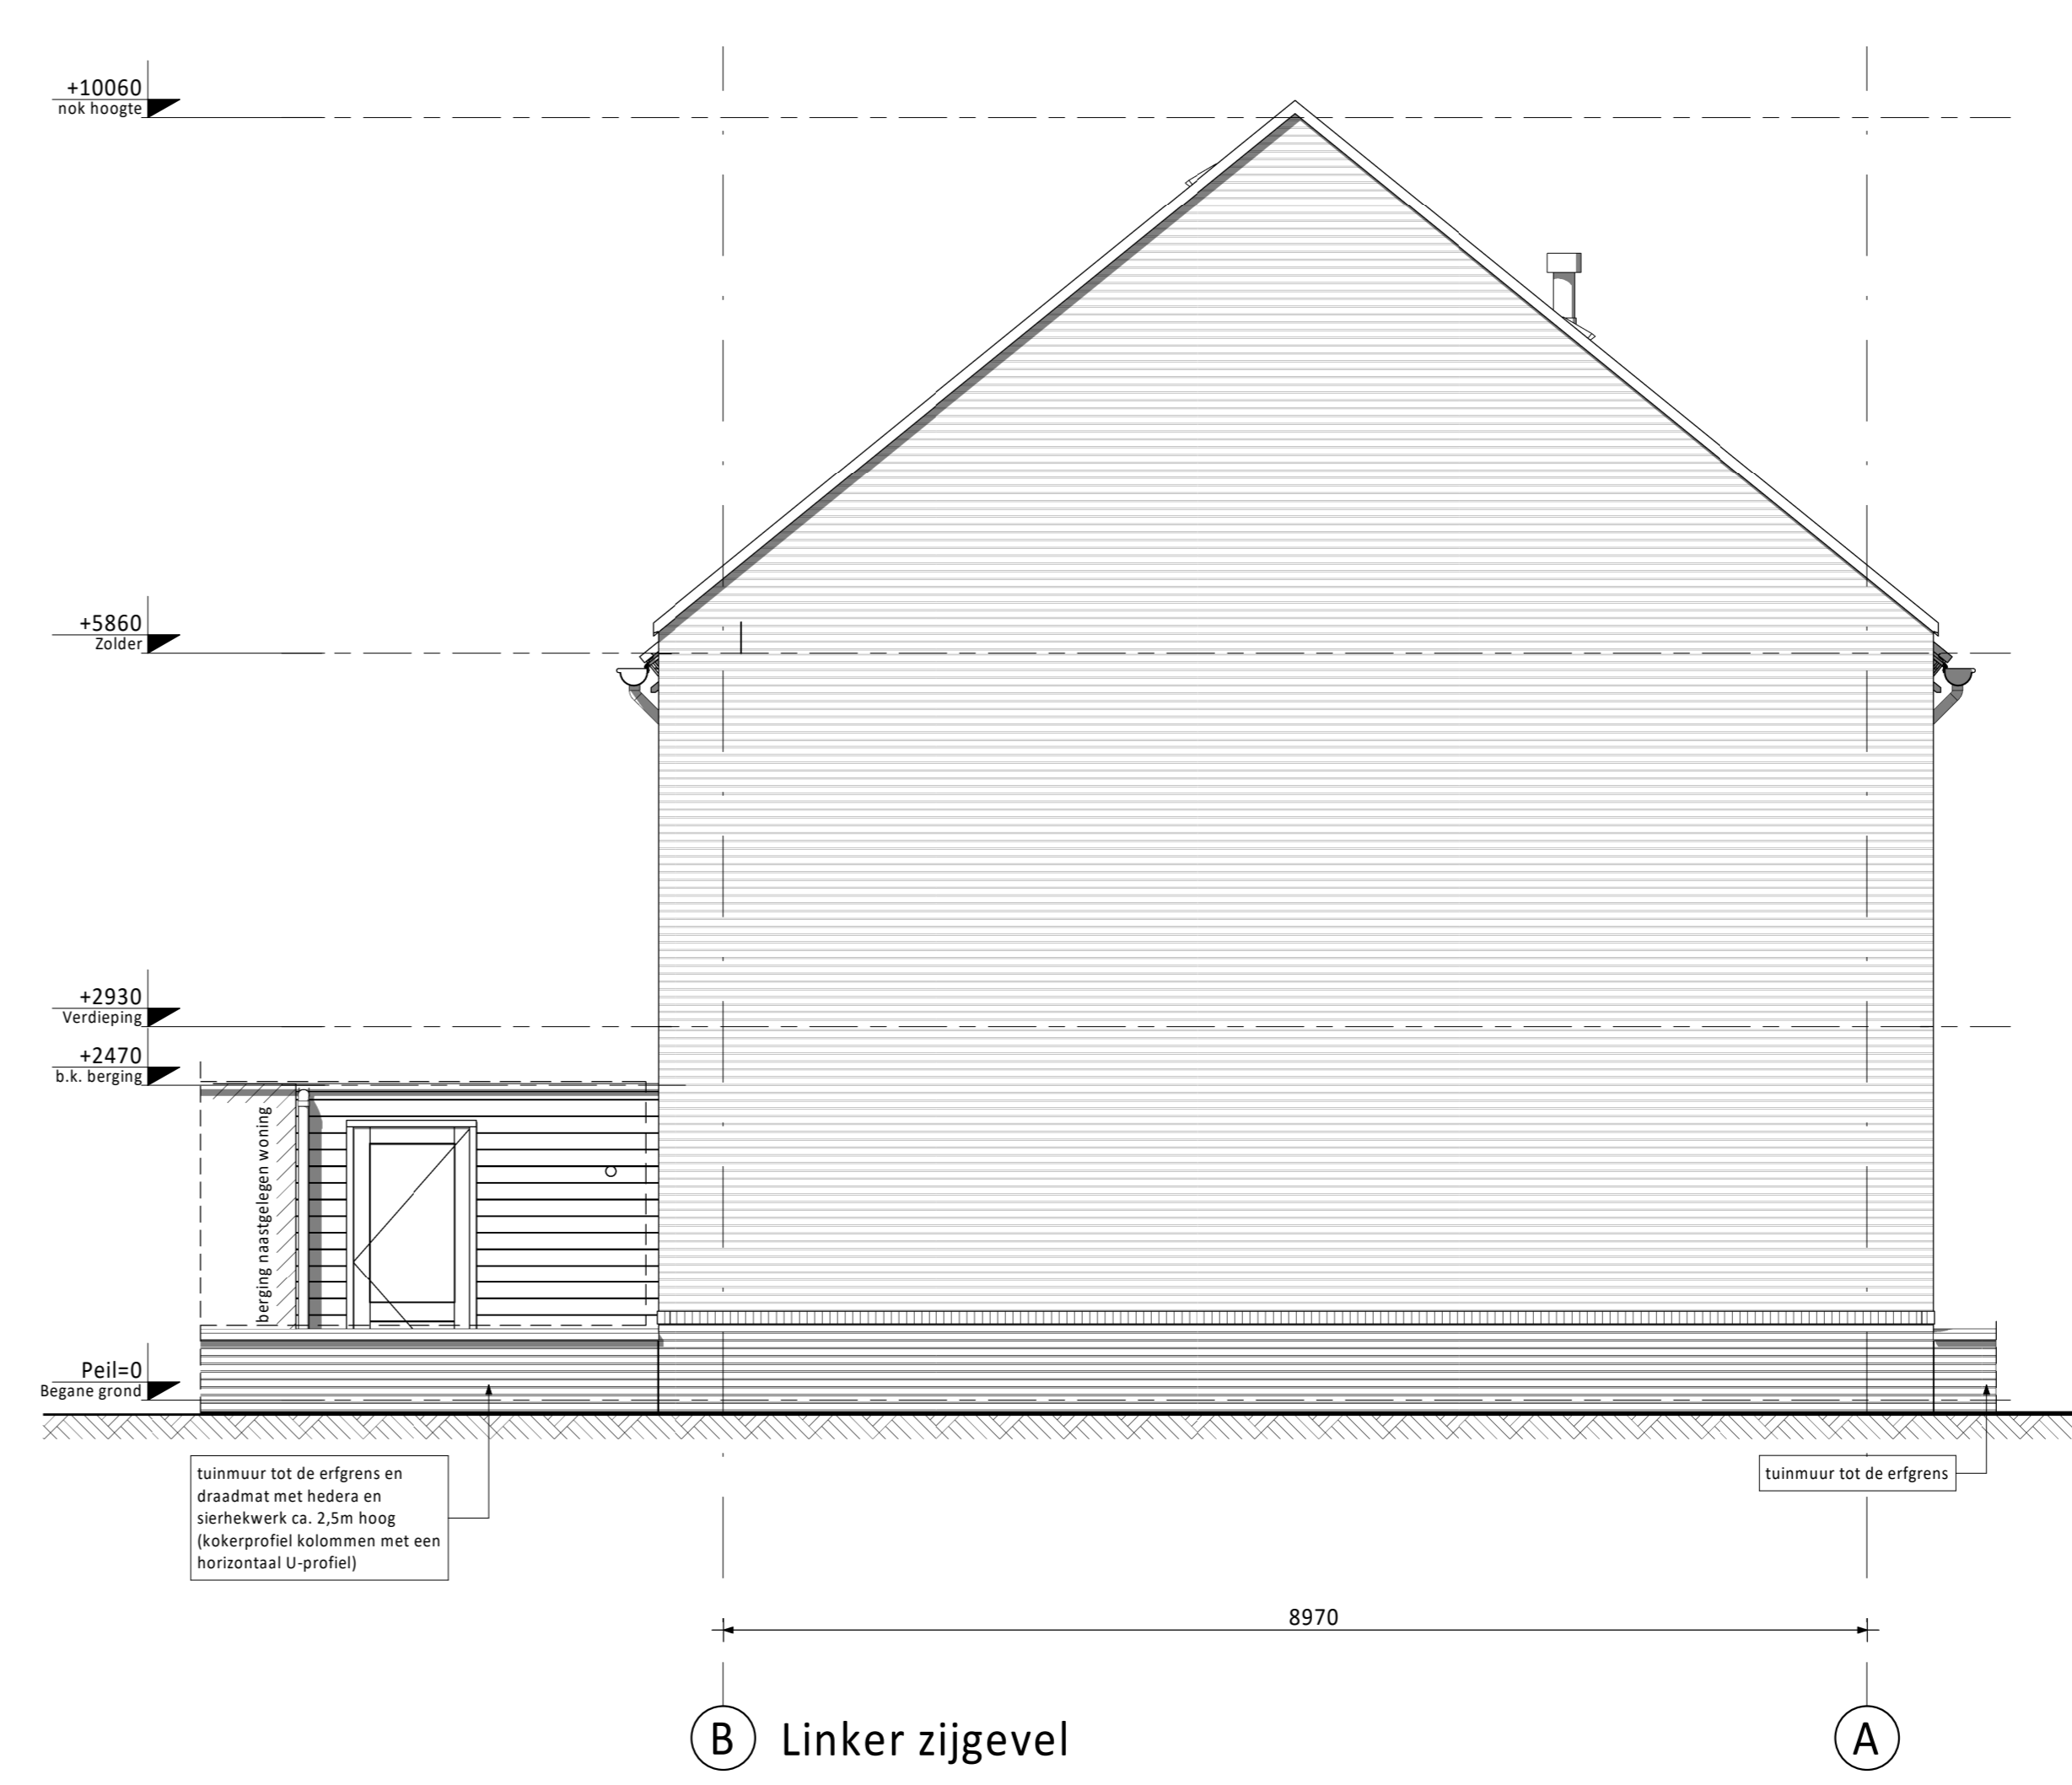 +10060
nok hoogte
+5860
Zolder
+2930
Verdieping
+2470
b.k. berging
berging naastgelegen woning
Peil=0
Begane grond
tuinmuur tot de erfgrens en
draadmat met hedera en
sierhekwerk ca. 2,5m hoog
(kokerprofiel kolommen met een
horizontaal U-profiel)
tuinmuur tot de erfgrens
8970
B
Linker zijgevel
A